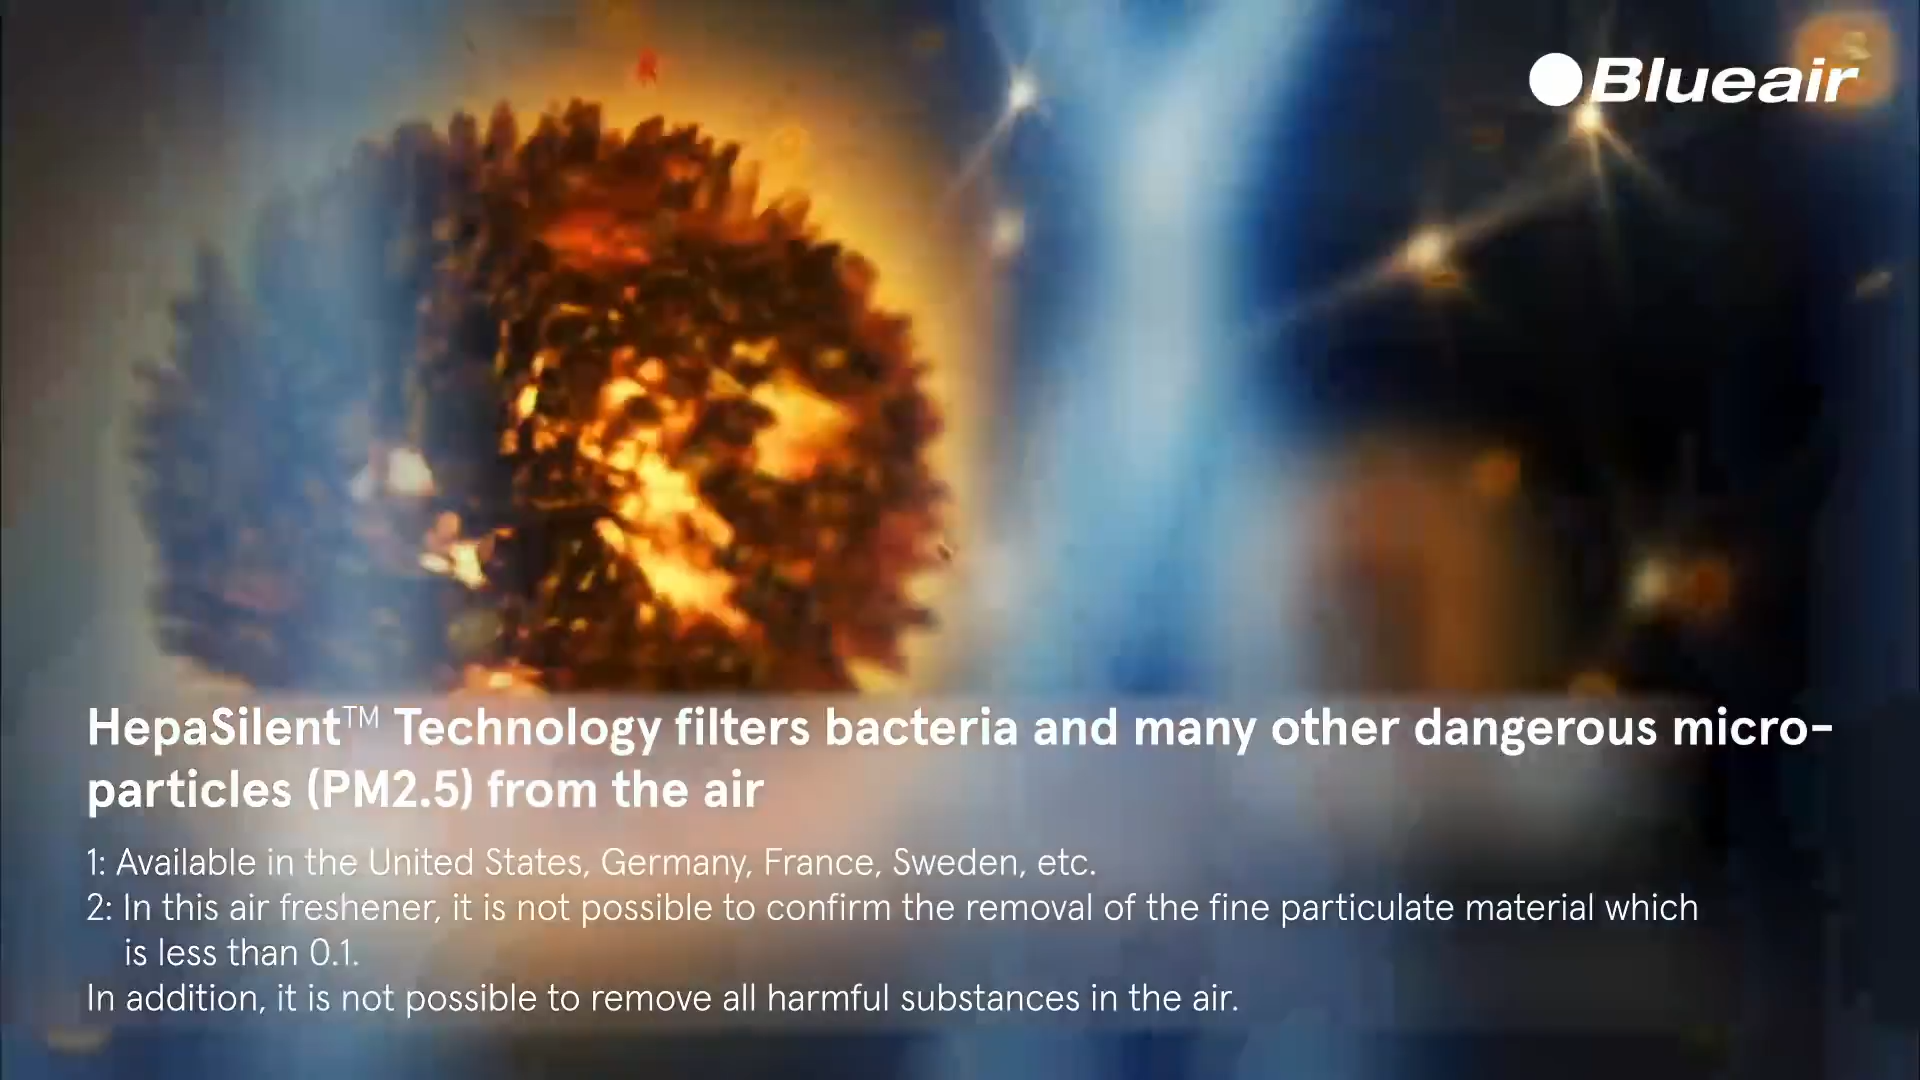 Blueair
HepaSilent™ Technology filters bacteria and many other dangerous micro-
particles (PM2.5) from the air
1: Available in the United States, Germany, France, Sweden, etc.
2: In this air freshener, it is not possible to confirm the removal of the fine particulate material which
is less than 0.1.
In addition, it is not possible to remove all harmful substances in the air.